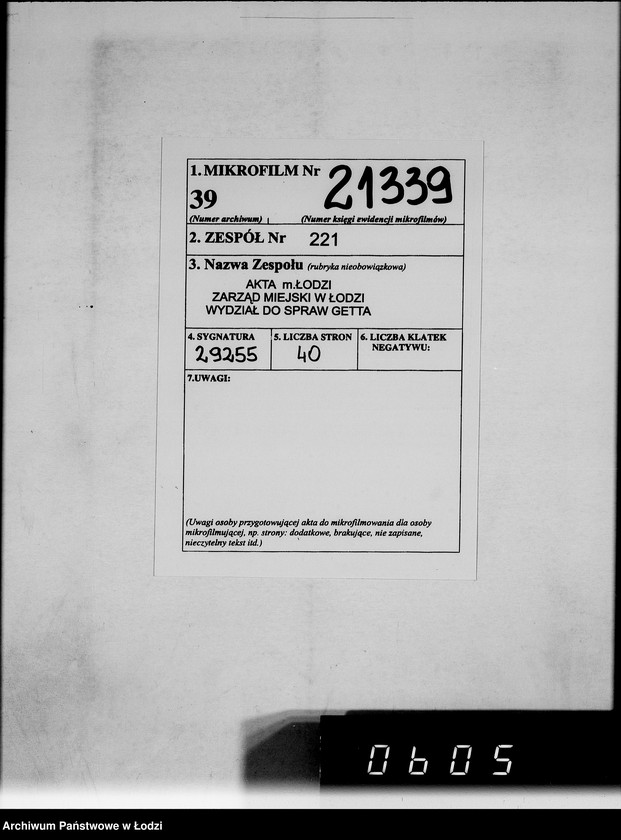 1. MIKROFILM Nr 21339
39
(Numer archiwum) (Numer księgi ewidencji mikrofilmów)
2. ZESPÓŁ Nr 221
3. Nazwa Zespołu (rubryka nieobowiązkowa)
AKTA m.ŁODZI
ZARZĄD MIEJSKI W ŁODZI
WYDZIAŁ DO SPRAW GETTA
4. SYGNATURA 5. LICZBA STRON 6. LICZBA KLATEK
NEGATYWU:
29255 40
7.UWAGI:
(Uwagi osoby przygotowującej akta do mikrofilmowania dla osoby
mikrofilmującej, np. strony: dodatkowe, brakujące, nie zapisane,
nieczytelny tekst itd.)
0605
Archiwum Państwowe w Łodzi